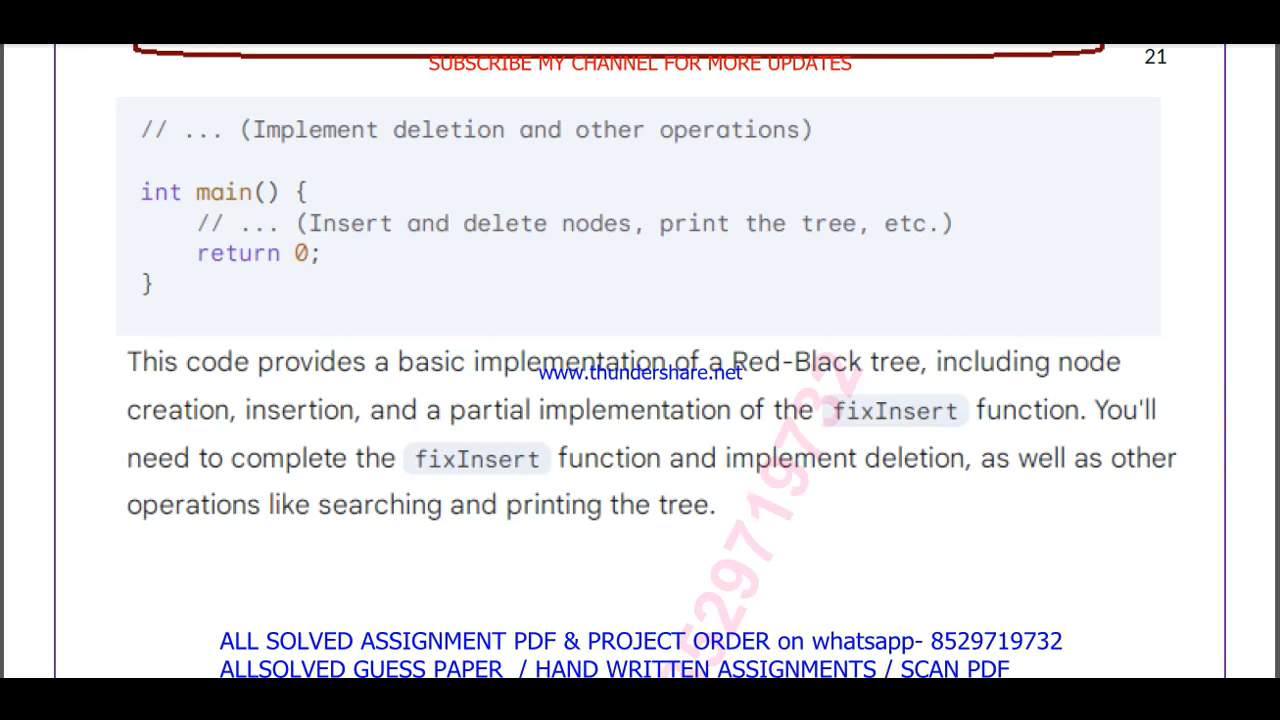 SUBSCRIBE MY CHANNEL FOR MORE UPDATES
21
// ... (Implement deletion and other operations)
int main() {
// ... (Insert and delete nodes, print the tree, etc.)
return 0;
}
This code provides a basic implementation of a Red-Black tree, including node
www.thundershare.net
creation, insertion, and a partial implementation of the fixInsert function. You'll
need to complete the fixInsert function and implement deletion, as well as other
operations like searching and printing the tree.
8529719732
ALL SOLVED ASSIGNMENT PDF & PROJECT ORDER on whatsapp- 8529719732
ALLSOLVED GUESS PAPER / HAND WRITTEN ASSIGNMENTS / SCAN PDF